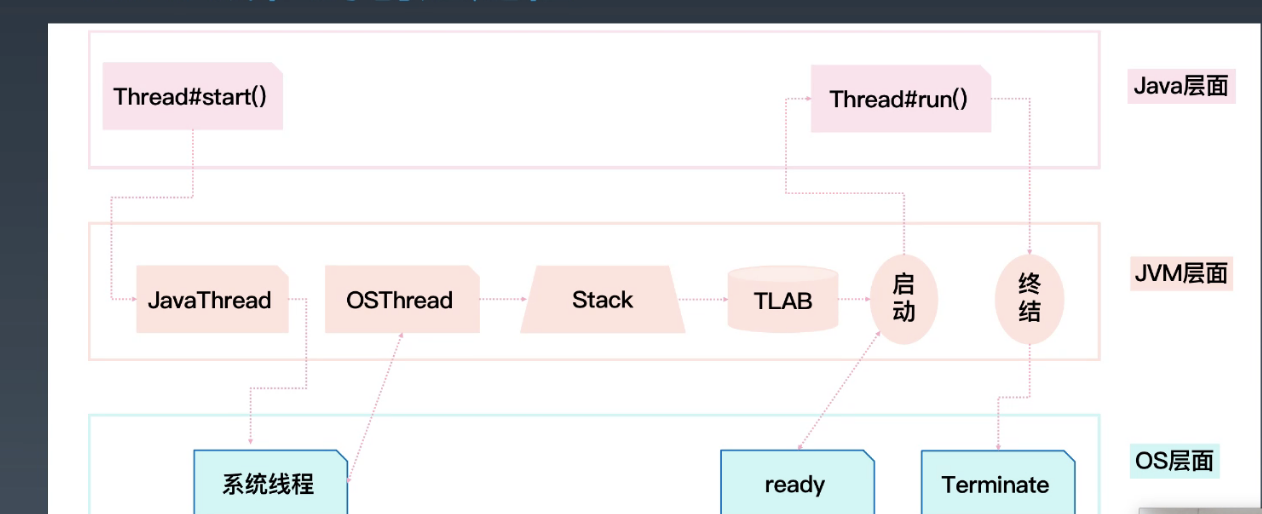 Thread#start()
Thread#run()
Java层面
JavaThread
OSThread
Stack
TLAB
启
动
终
结
JVM层面
系统线程
ready
Terminate
OS层面